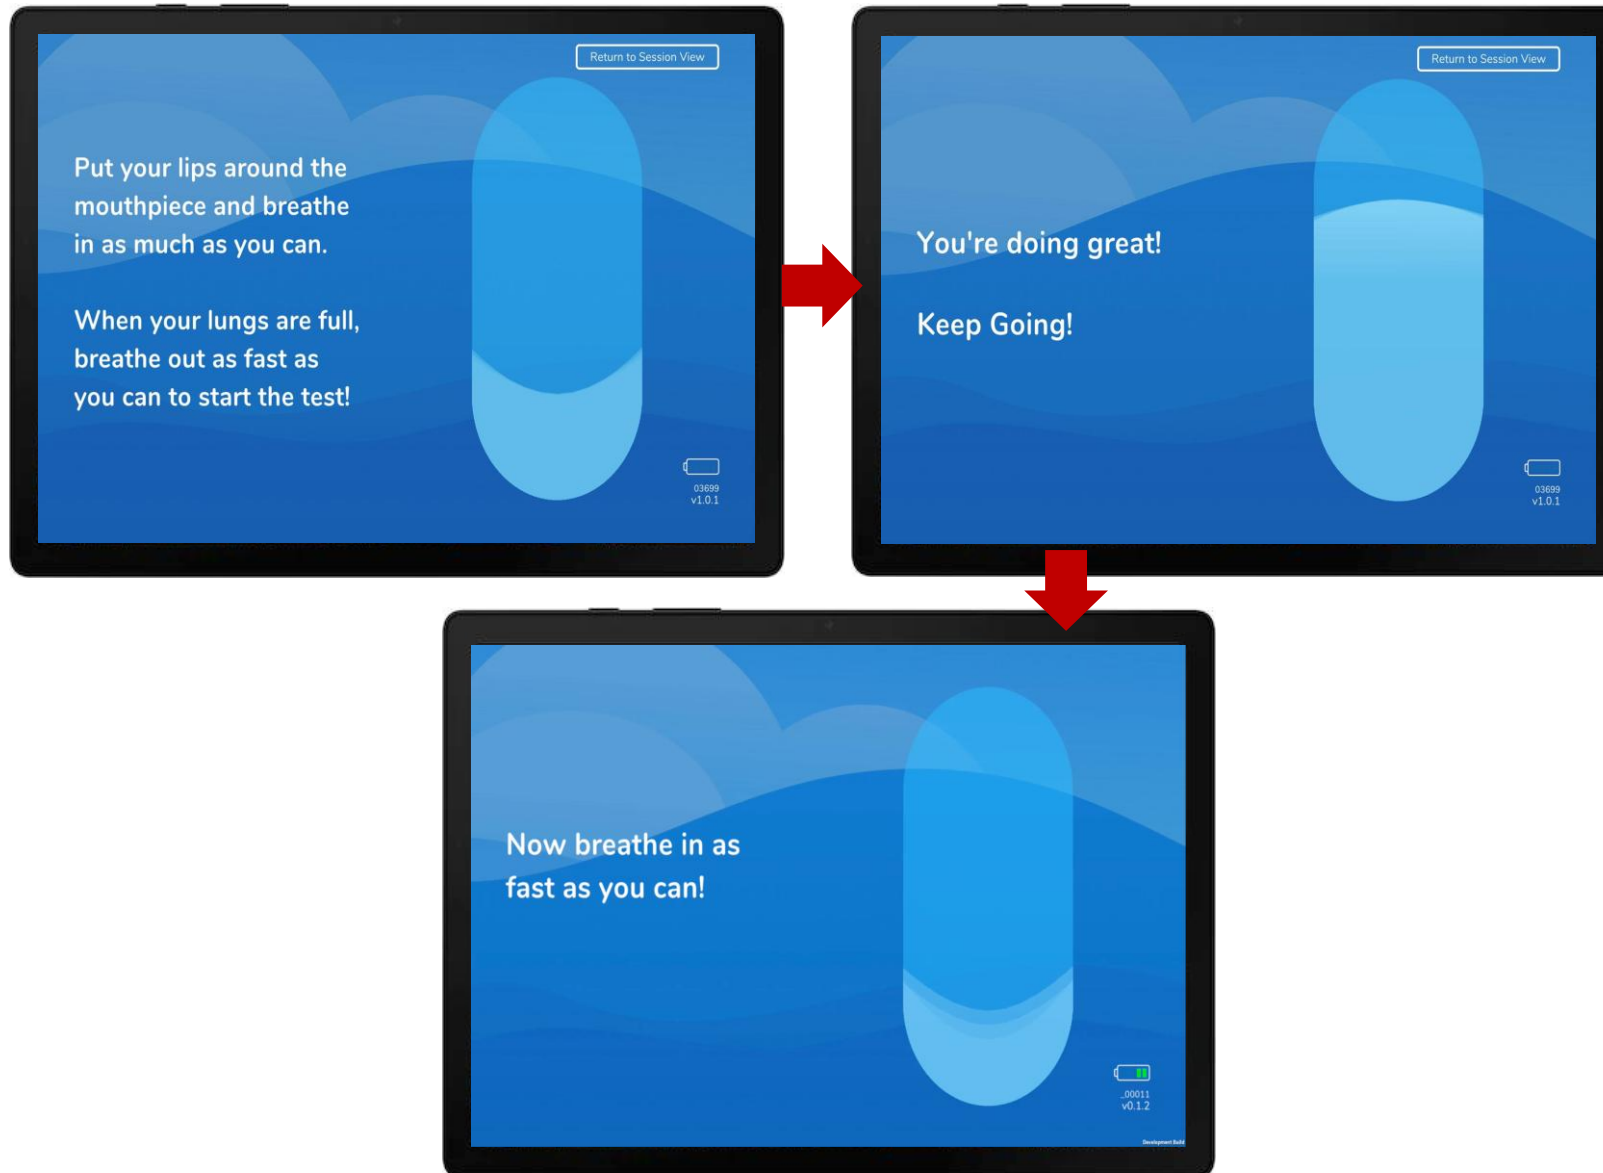 Return to Session View
Put your lips around the
mouthpiece and breathe
in as much as you can.
When your lungs are full,
breathe out as fast as
you can to start the test!
03699
v1.0.1
Return to Session View
You're doing great!
Keep Going!
03699
v1.0.1
Now breathe in as
fast as you can!
_00011
v0.1.2
Development Build